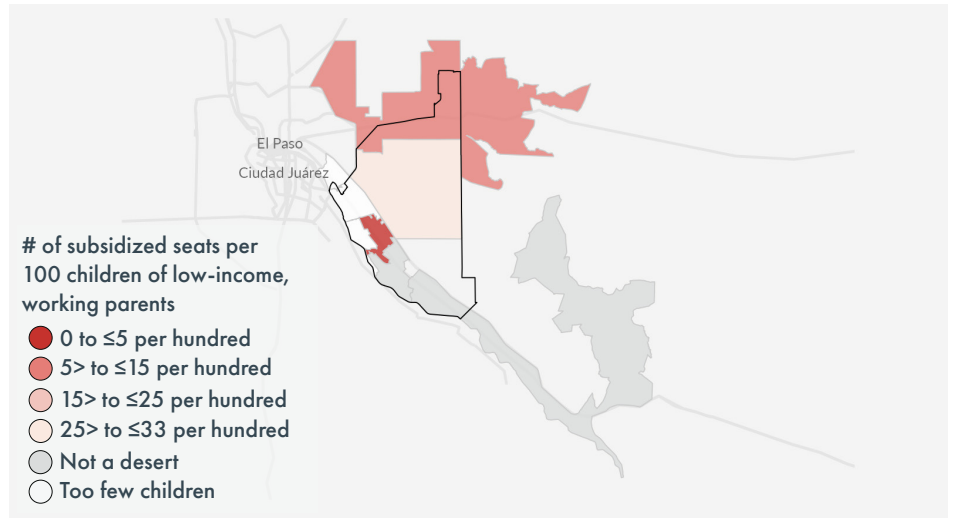 El Paso
Ciudad Juárez
# of subsidized seats per
100 children of low-income,
working parents
0 to ≤5 per hundred
5> to ≤15 per hundred
15> to ≤25 per hundred
25> to ≤33 per hundred
Not a desert
Too few children